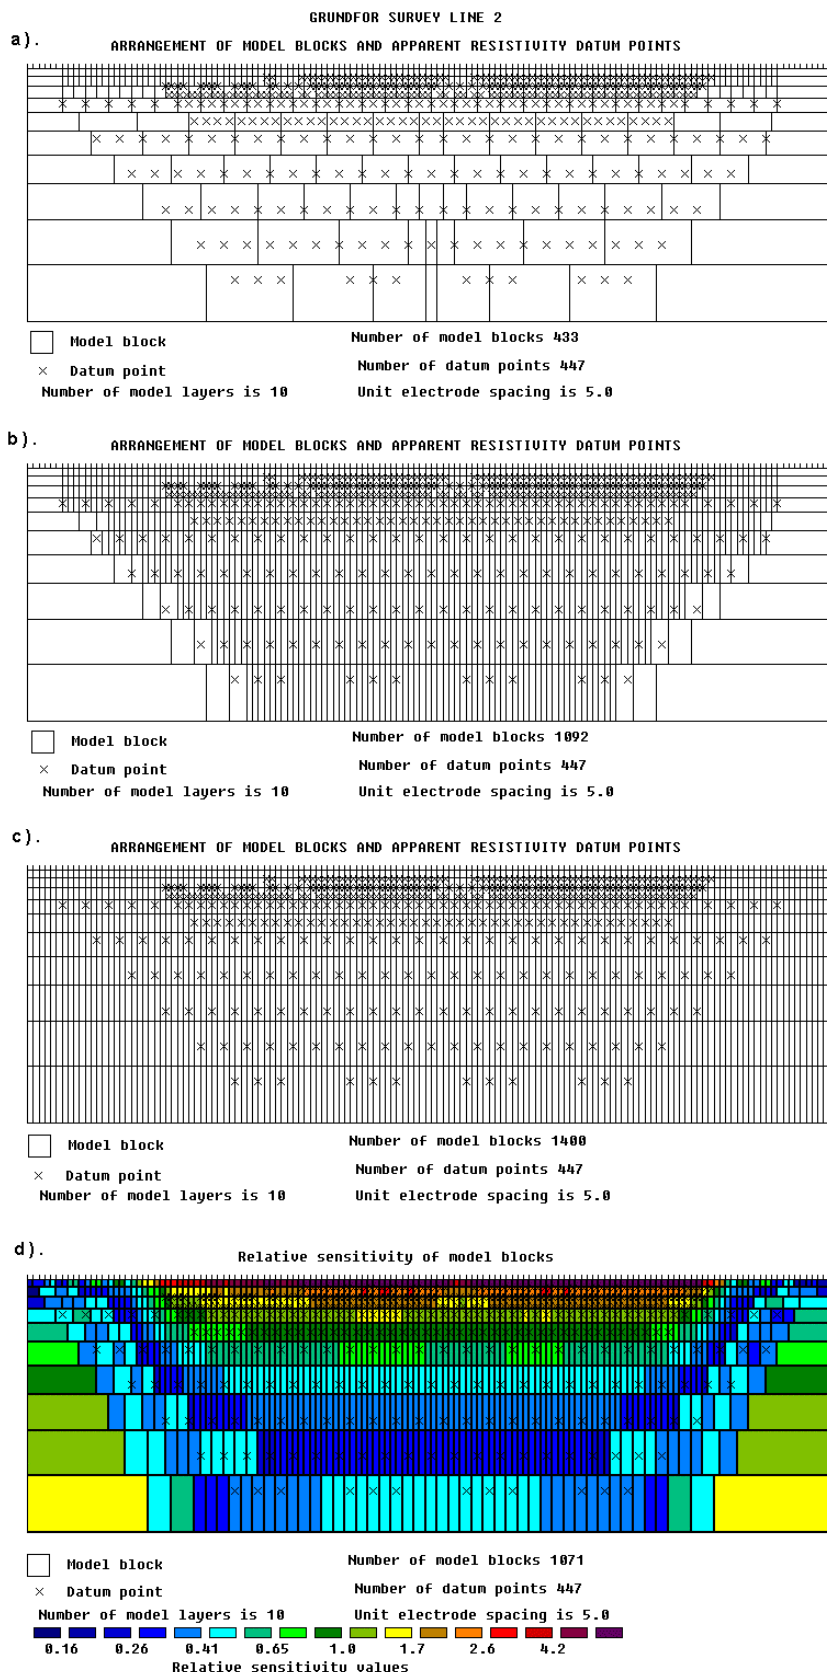 GRUNDFOR SURVEY LINE 2
a).
ARRANGEMENT OF MODEL BLOCKS AND APPARENT RESISTIVITY DATUM POINTS
Model block
Number of model blocks 433
Datum point
Number of datum points 447
Number of model layers is 10
Unit electrode spacing is 5.0
b).
ARRANGEMENT OF MODEL BLOCKS AND APPARENT RESISTIVITY DATUM POINTS
Model block
Number of model blocks 1092
Datum point
Number of datum points 447
Number of model layers is 10
Unit electrode spacing is 5.0
c).
ARRANGEMENT OF MODEL BLOCKS AND APPARENT RESISTIVITY DATUM POINTS
Model block
Number of model blocks 1400
Datum point
Number of datum points 447
Number of model layers is 10
Unit electrode spacing is 5.0
d).
Relative sensitivity of model blocks
Model block
Number of model blocks 1071
Datum point
Number of datum points 447
Number of model layers is 10
Unit electrode spacing is 5.0
0.16 0.26 0.41 0.65 1.0 1.7 2.6 4.2
Relative sensitivity values